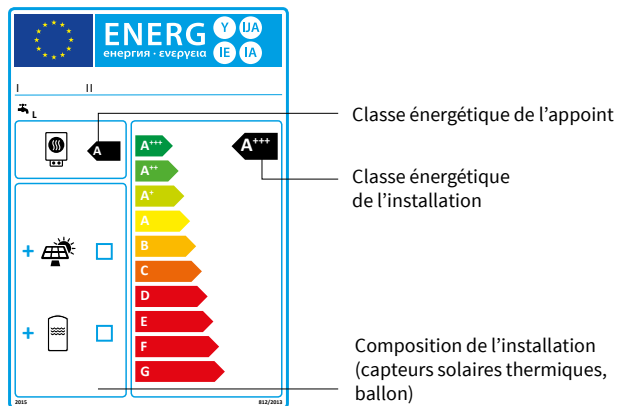 ENERG Y IJA
енергия · ενεργεια IE IA
I II
L
A
A+++
A++
A+
A
B
C
D
E
F
G
A+++
2015 812/2013
Classe énergétique de l’appoint
Classe énergétique
de l’installation
Composition de l’installation
(capteurs solaires thermiques,
ballon)